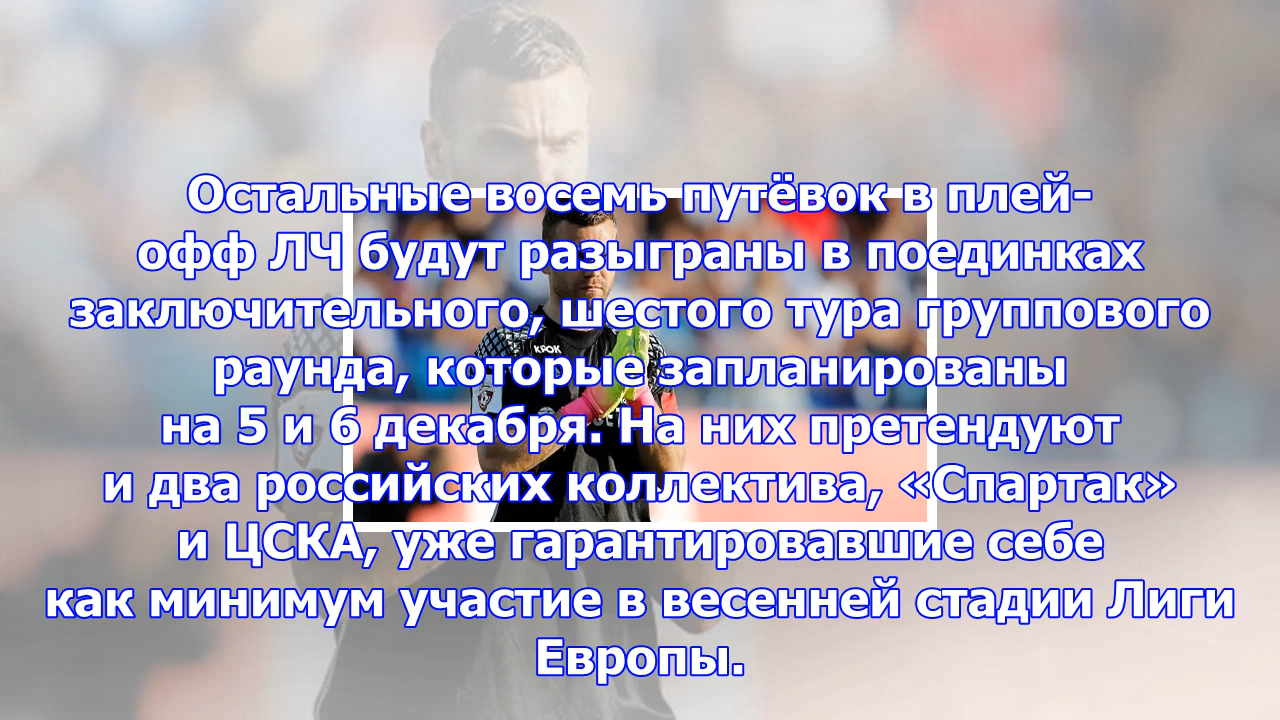 Остальные восемь путёвок в плей-
офф ЛЧ будут разыграны в поединках
заключительного, шестого тура группового
раунда, которые запланированы
на 5 и 6 декабря. На них претендуют
и два российских коллектива, «Спартак»
и ЦСКА, уже гарантировавшие себе
как минимум участие в весенней стадии Лиги
Европы.
КРОК